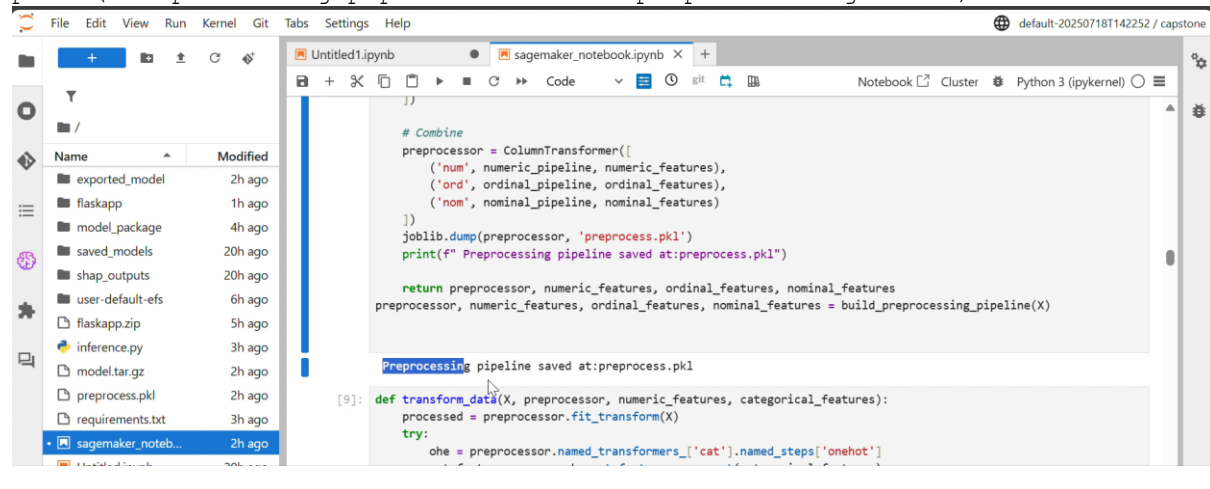 File Edit View Run Kernel Git Tabs Settings Help
default-20250718T142252 / capstone
+
Untitled1.ipynb
sagemaker_notebook.ipynb
Code
git
Notebook
Cluster
Python 3 (ipykernel)
/
Name Modified
exported_model 2h ago
flaskapp 1h ago
model_package 4h ago
saved_models 20h ago
shap_outputs 20h ago
user-default-efs 6h ago
flaskapp.zip 5h ago
inference.py 3h ago
model.tar.gz 2h ago
preprocess.pkl 2h ago
requirements.txt 3h ago
sagemaker_noteb... 2h ago
])
# Combine
preprocessor = ColumnTransformer([
('num', numeric_pipeline, numeric_features),
('ord', ordinal_pipeline, ordinal_features),
('nom', nominal_pipeline, nominal_features)
])
joblib.dump(preprocessor, 'preprocess.pkl')
print(f" Preprocessing pipeline saved at:preprocess.pkl")
return preprocessor, numeric_features, ordinal_features, nominal_features
preprocessor, numeric_features, ordinal_features, nominal_features = build_preprocessing_pipeline(X)
Preprocessing pipeline saved at:preprocess.pkl
[9]: def transform_data(X, preprocessor, numeric_features, categorical_features):
processed = preprocessor.fit_transform(X)
try:
ohe = preprocessor.named_transformers_['cat'].named_steps['onehot']